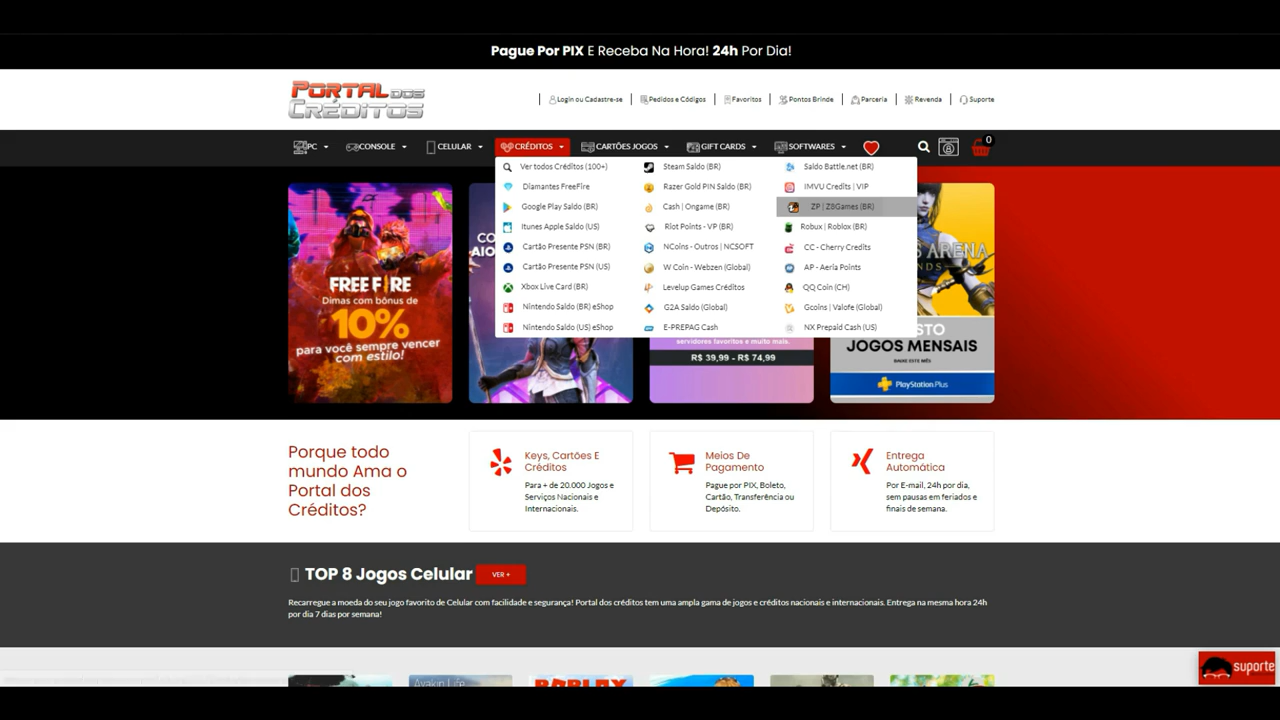 Pague Por PIX E Receba Na Hora! 24h Por Dia!
PORTAL DOS
CRÉDITOS
Login ou Cadastre-se
Pedidos e Códigos
Favoritos
Pontos Brinde
Parceria
Revenda
Suporte
PC
CONSOLE
CELULAR
CRÉDITOS
CARTÕES JOGOS
GIFT CARDS
SOFTWARES
0
Ver todos Créditos (100+)
Diamantes FreeFire
Google Play Saldo (BR)
Itunes Apple Saldo (US)
Cartão Presente PSN (BR)
Cartão Presente PSN (US)
Xbox Live Card (BR)
Nintendo Saldo (BR) eShop
Nintendo Saldo (US) eShop
Steam Saldo (BR)
Razer Gold PIN Saldo (BR)
Cash | Ongame (BR)
Riot Points - VP (BR)
NCoins - Outros | NCSOFT
W Coin - Webzen (Global)
Levelup Games Créditos
G2A Saldo (Global)
E-PREPAG Cash
Saldo Battle.net (BR)
IMVU Credits | VIP
ZP | Z8Games (BR)
Robux | Roblox (BR)
CC - Cherry Credits
AP - Aeria Points
QQ Coin (CH)
Gcoins | Valofe (Global)
NX Prepaid Cash (US)
FREE FIRE
Dimas com bônus de
10%
para você sempre vencer
com estilo!
servidores favoritos e muito mais.
R$ 39,99 - R$ 74,99
JOGOS MENSAIS
BAIXE ESTE MÊS
PlayStation Plus
Porque todo
mundo Ama o
Portal dos
Créditos?
Keys, Cartões E
Créditos
Para + de 20.000 Jogos e
Serviços Nacionais e
Internacionais.
Meios De
Pagamento
Pague por PIX, Boleto,
Cartão, Transferência ou
Depósito.
Entrega
Automática
Por E-mail, 24h por dia,
sem pausas em feriados e
finais de semana.
TOP 8 Jogos Celular
VER +
Recarregue a moeda do seu jogo favorito de Celular com facilidade e segurança! Portal dos créditos tem uma ampla gama de jogos e créditos nacionais e internacionais. Entrega na mesma hora 24h
por dia 7 dias por semana!
suporte
Avakin Life
ROBLOX